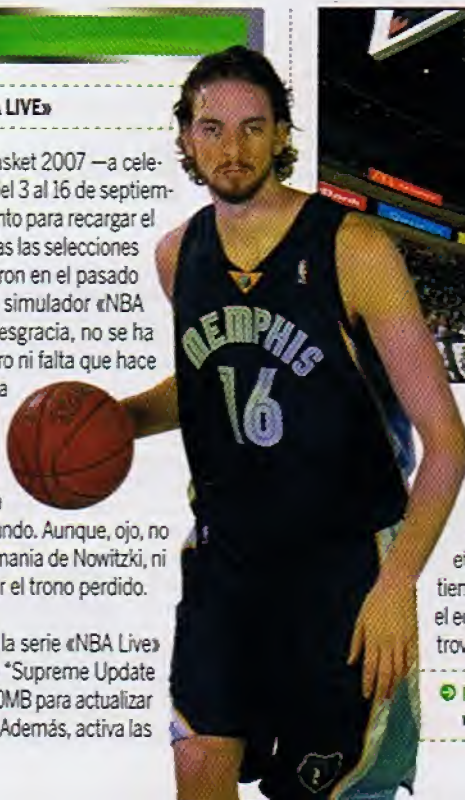 LIVE»
asket 2007 —a cele-
el 3 al 16 de septiem-
nto para recargar el
as las selecciones
ron en el pasado
simulador «NBA
esgracia, no se ha
ro ni falta que hace
a
MEMPHIS
16
ndo. Aunque, ojo, no
mania de Nowitzki, ni
r el trono perdido.
la serie «NBA Live»
"Supreme Update
0MB para actualizar
Además, activa las
tien
el e
trov